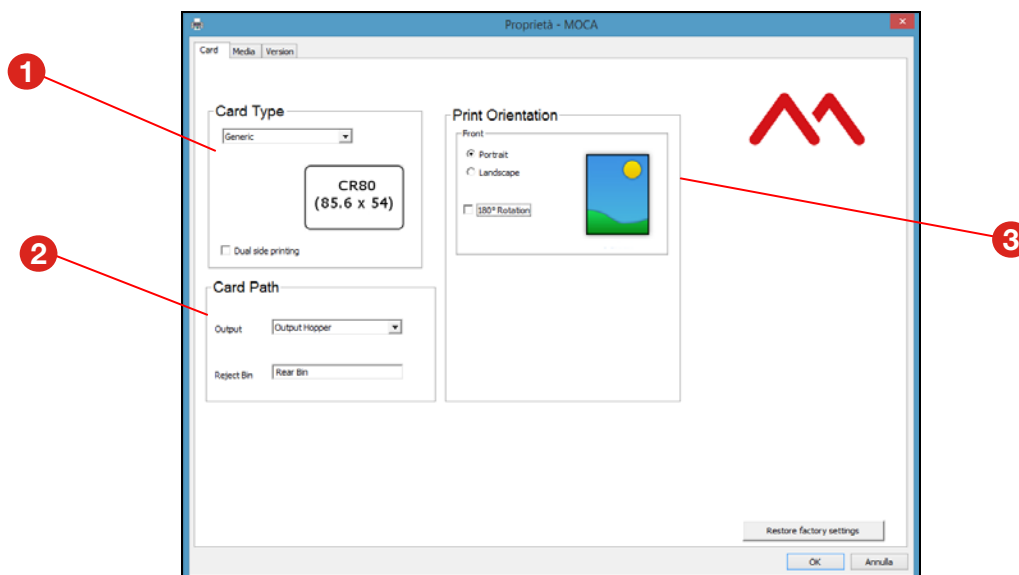 Proprietà - MOCA
Card Media Version
1
Card Type
Generic
CR80
(85.6 x 54)
Dual side printing
2
Card Path
Output Output Hopper
Reject Bin Rear Bin
Print Orientation
Front
Portrait
Landscape
180° Rotation
3
Restore factory settings
OK Annulla